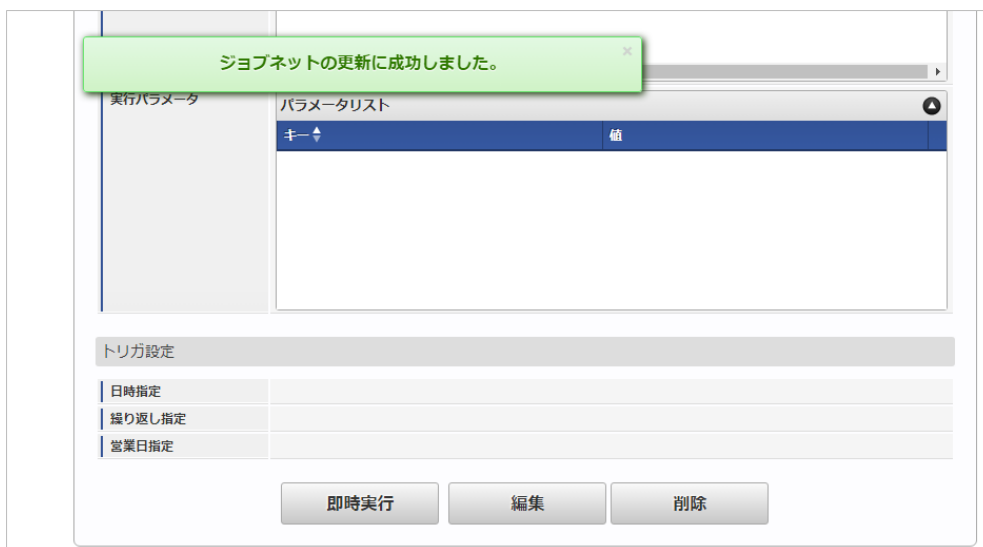 ジョブネットの更新に成功しました。
×
実行パラメータ
パラメータリスト
キー
値
トリガ設定
日時指定
繰り返し指定
営業日指定
即時実行 編集 削除